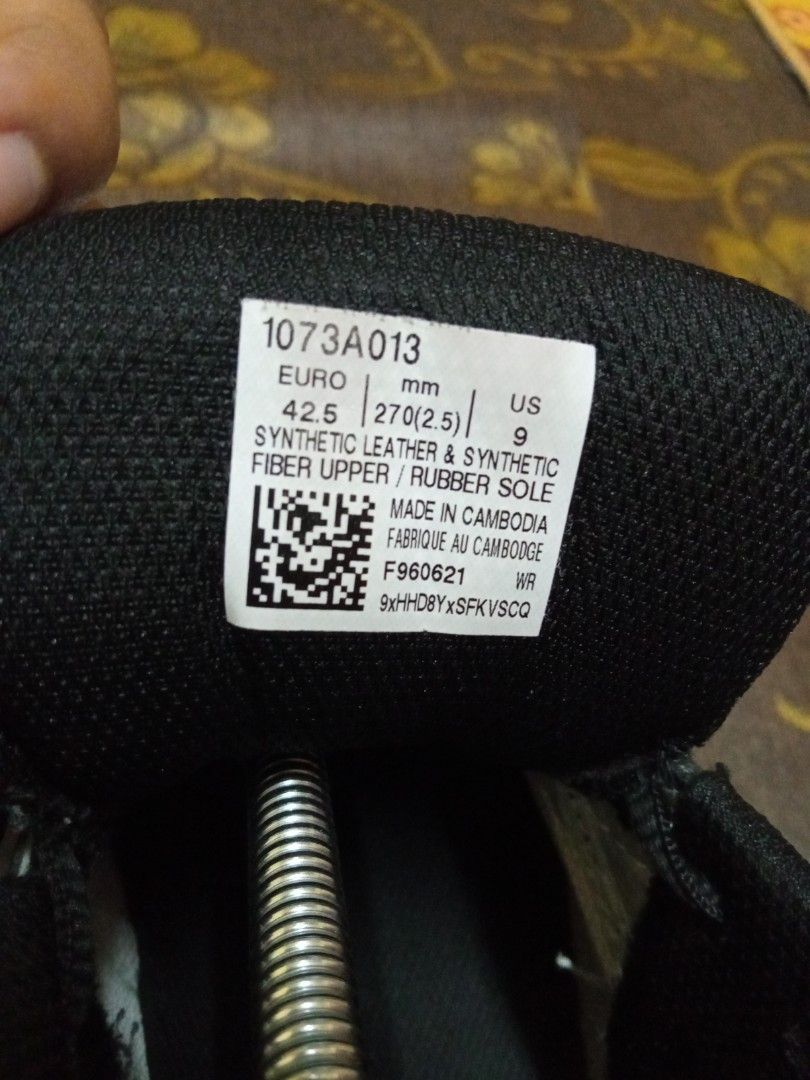 1073A013
EURO | mm | US
42.5 | 270(2.5) | 9
SYNTHETIC LEATHER & SYNTHETIC
FIBER UPPER / RUBBER SOLE
MADE IN CAMBODIA
FABRIQUE AU CAMBODGE
F960621 WR
9xHHD8YxSFKVSCQ